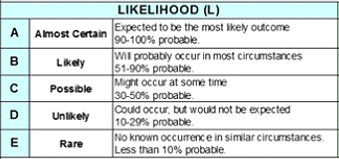 LIKELIHOOD (L)
A Almost Certain Expected to be the most likely outcome
90-100% probable.
B Likely Will probably occur in most circumstances
51-90% probable.
C Possible Might occur at some time
30-50% probable.
D Unlikely Could occur, but would not be expected
10-29% probable.
E Rare No known occurrence in similar circumstances.
Less than 10% probable.